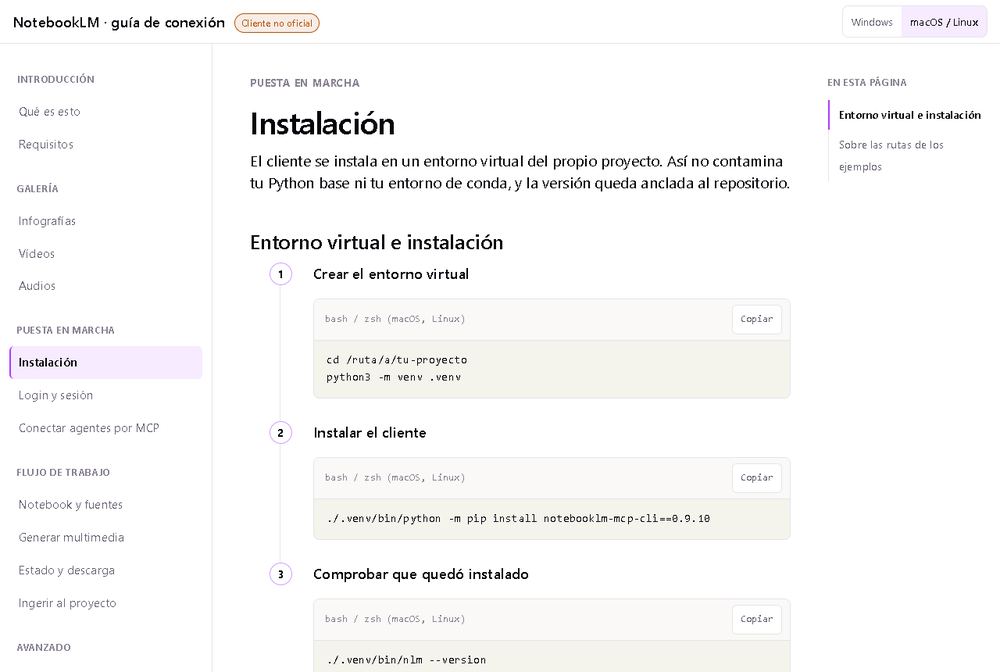 NotebookLM · guía de conexión
Cliente no oficial
Windows
macOS / Linux
INTRODUCCIÓN
Qué es esto
Requisitos
GALERÍA
Infografías
Vídeos
Audios
PUESTA EN MARCHA
Instalación
Login y sesión
Conectar agentes por MCP
FLUJO DE TRABAJO
Notebook y fuentes
Generar multimedia
Estado y descarga
Ingerir al proyecto
AVANZADO
PUESTA EN MARCHA
Instalación
El cliente se instala en un entorno virtual del propio proyecto. Así no contamina
tu Python base ni tu entorno de conda, y la versión queda anclada al repositorio.
Entorno virtual e instalación
1
Crear el entorno virtual
bash / zsh (macOS, Linux)
Copiar
cd /ruta/a/tu-proyecto
python3 -m venv .venv
2
Instalar el cliente
bash / zsh (macOS, Linux)
Copiar
./.venv/bin/python -m pip install notebooklm-mcp-cli==0.9.10
3
Comprobar que quedó instalado
bash / zsh (macOS, Linux)
Copiar
./.venv/bin/nlm --version
EN ESTA PÁGINA
Entorno virtual e instalación
Sobre las rutas de los
ejemplos